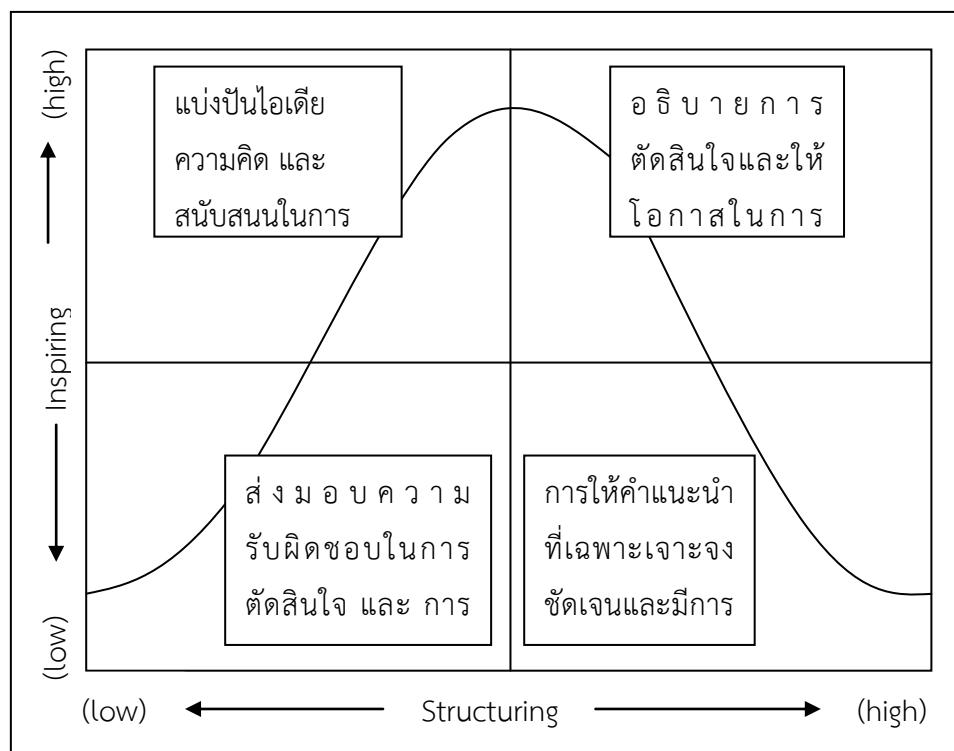 (high)
แบ่งปันไอเดีย
ความคิด และ
สนับสนนในการ
อธิบายการ
ตัดสินใจและให้
โอกาสในการ
Inspiring
ส่งมอบความ
รับผิดชอบในการ
ตัดสินใจ และ การ
การให้คำแนะนำ
ที่เฉพาะเจาะจง
ชัดเจนและมีการ
(low)
(low) Structuring (high)